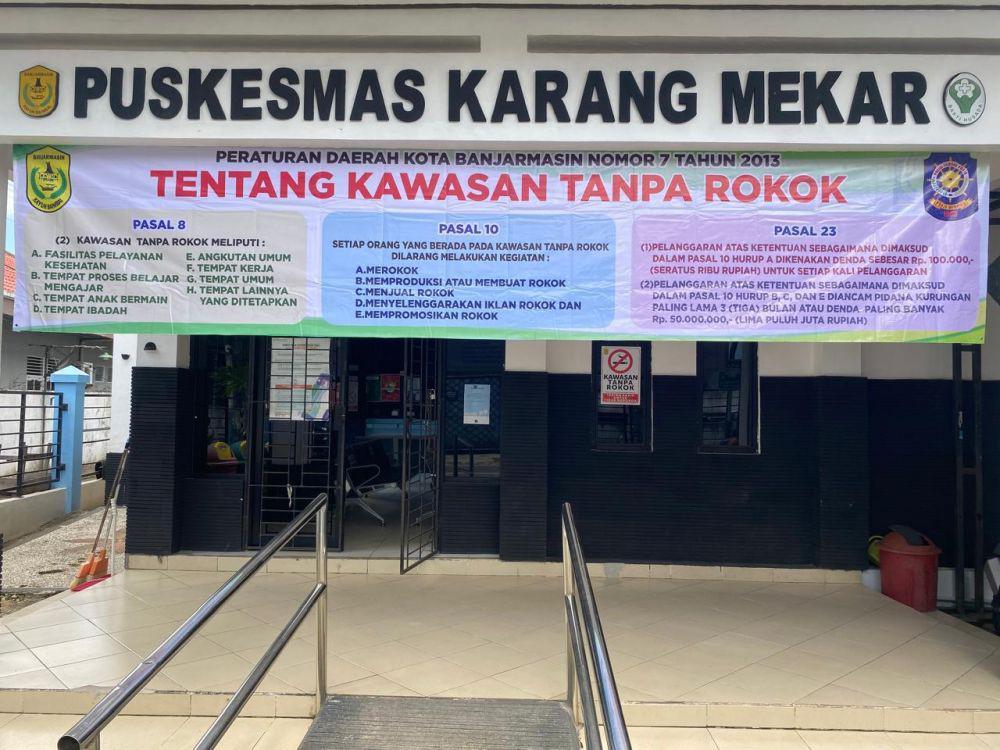 PUSKESMAS KARANG MEKAR
BANJARMASIN
KAYUH BAIMBAI
BAKTI HUSADA
PERATURAN DAERAH KOTA BANJARMASIN NOMOR 7 TAHUN 2013
TENTANG KAWASAN TANPA ROKOK
PASAL 8
(2) KAWASAN TANPA ROKOK MELIPUTI :
A. FASILITAS PELAYANAN
KESEHATAN
B. TEMPAT PROSES BELAJAR
MENGAJAR
C. TEMPAT ANAK BERMAIN
D. TEMPAT IBADAH
E. ANGKUTAN UMUM
F. TEMPAT KERJA
G. TEMPAT UMUM
H. TEMPAT LAINNYA
YANG DITETAPKAN
PASAL 10
SETIAP ORANG YANG BERADA PADA KAWASAN TANPA ROKOK
DILARANG MELAKUKAN KEGIATAN :
A.MEROKOK
B.MEMPRODUKSI ATAU MEMBUAT ROKOK
C.MENJUAL ROKOK
D.MENYELENGGARAKAN IKLAN ROKOK DAN
E.MEMPROMOSIKAN ROKOK
PASAL 23
(1)PELANGGARAN ATAS KETENTUAN SEBAGAIMANA DIMAKSUD
DALAM PASAL 10 HURUP A DIKENAKAN DENDA SEBESAR Rp. 100.000,-
(SERATUS RIBU RUPIAH) UNTUK SETIAP KALI PELANGGARAN
(2)PELANGGARAN ATAS KETENTUAN SEBAGAIMANA DIMAKSUD
DALAM PASAL 10 HURUP B, C, DAN E DIANCAM PIDANA KURUNGAN
PALING LAMA 3 (TIGA) BULAN ATAU DENDA PALING BANYAK
Rp. 50.000.000,- (LIMA PULUH JUTA RUPIAH)
KAWASAN
TANPA
ROKOK